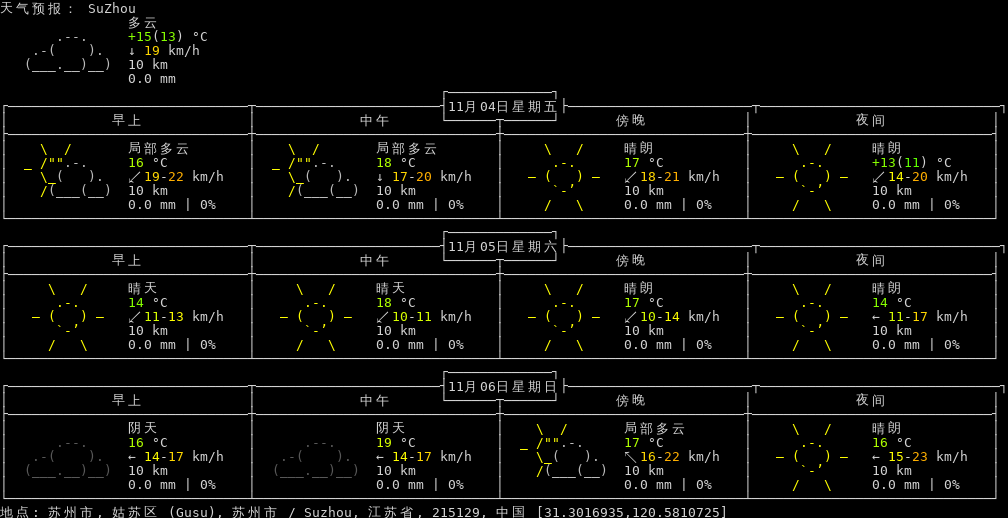 天气预报: SuZhou
多云
+15(13) °C
↓ 19 km/h
10 km
0.0 mm
11月04日星期五
早上 中午 傍晚 夜间
局部多云 局部多云 晴朗 晴朗
16 °C 18 °C 17 °C +13(11) °C
↙19-22 km/h ↓ 17-20 km/h ↙18-21 km/h ↙14-20 km/h
10 km 10 km 10 km 10 km
0.0 mm | 0% 0.0 mm | 0% 0.0 mm | 0% 0.0 mm | 0%
11月05日星期六
早上 中午 傍晚 夜间
晴天 晴天 晴朗 晴朗
14 °C 18 °C 17 °C 14 °C
↙11-13 km/h ↙10-11 km/h ↙10-14 km/h ← 11-17 km/h
10 km 10 km 10 km 10 km
0.0 mm | 0% 0.0 mm | 0% 0.0 mm | 0% 0.0 mm | 0%
11月06日星期日
早上 中午 傍晚 夜间
阴天 阴天 局部多云 晴朗
16 °C 19 °C 17 °C 16 °C
← 14-17 km/h ← 14-17 km/h ↖16-22 km/h ← 15-23 km/h
10 km 10 km 10 km 10 km
0.0 mm | 0% 0.0 mm | 0% 0.0 mm | 0% 0.0 mm | 0%
地点: 苏州市, 姑苏区 (Gusu), 苏州市 / Suzhou, 江苏省, 215129, 中国 [31.3016935,120.5810725]